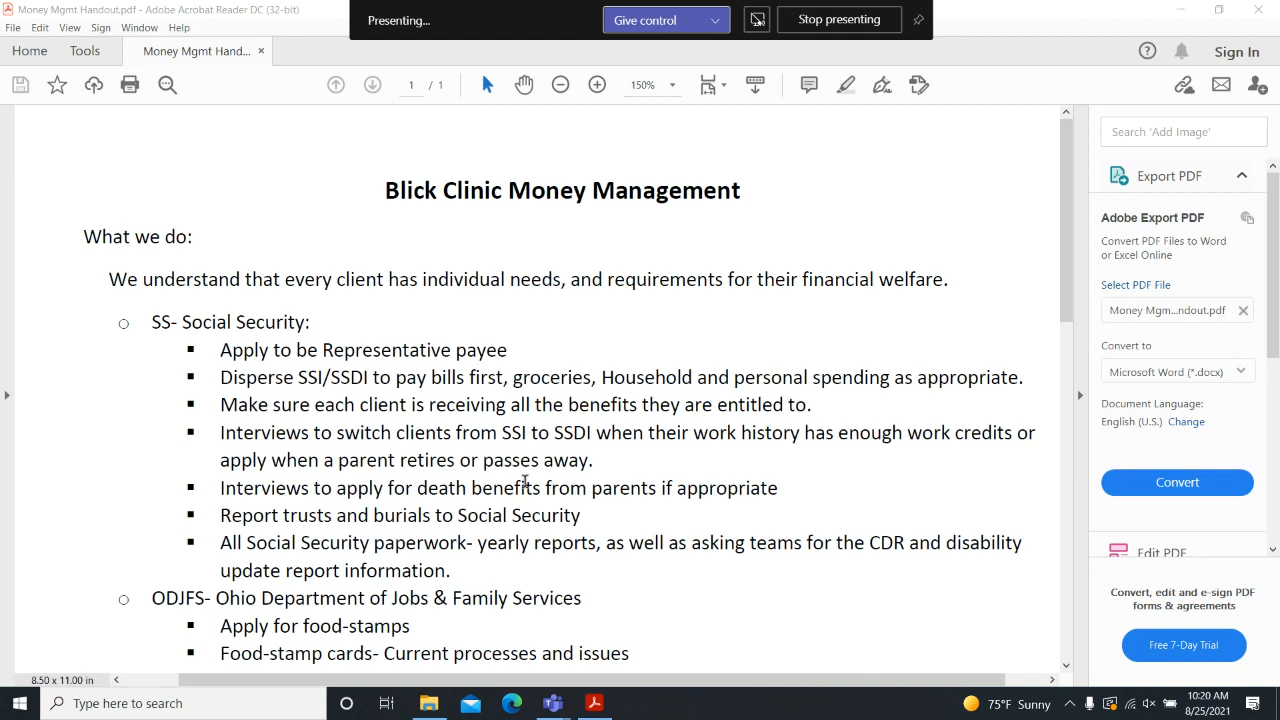 Money Mgmt Handout.pdf - Adobe Acrobat Reader DC (32-bit)
Presenting...
Give control
Stop presenting
File Edit View Sign Window Help
Home Tools Money Mgmt Hand... ×
Sign In
1 / 1
150%
Search 'Add Image'
Blick Clinic Money Management
What we do:
We understand that every client has individual needs, and requirements for their financial welfare.
SS- Social Security:
Apply to be Representative payee
Disperse SSI/SSDI to pay bills first, groceries, Household and personal spending as appropriate.
Make sure each client is receiving all the benefits they are entitled to.
Interviews to switch clients from SSI to SSDI when their work history has enough work credits or
apply when a parent retires or passes away.
Interviews to apply for death benefits from parents if appropriate
Report trusts and burials to Social Security
All Social Security paperwork- yearly reports, as well as asking teams for the CDR and disability
update report information.
ODJFS- Ohio Department of Jobs & Family Services
Apply for food-stamps
Food-stamp cards- Current processes and issues
Export PDF
Adobe Export PDF
Convert PDF Files to Word
or Excel Online
Select PDF File
Money Mgm...ndout.pdf
Convert to
Microsoft Word (*.docx)
Document Language:
English (U.S.) Change
Convert
Edit PDF
Convert, edit and e-sign PDF
forms & agreements
Free 7-Day Trial
8.50 x 11.00 in
Type here to search
75°F Sunny
10:20 AM
8/25/2021